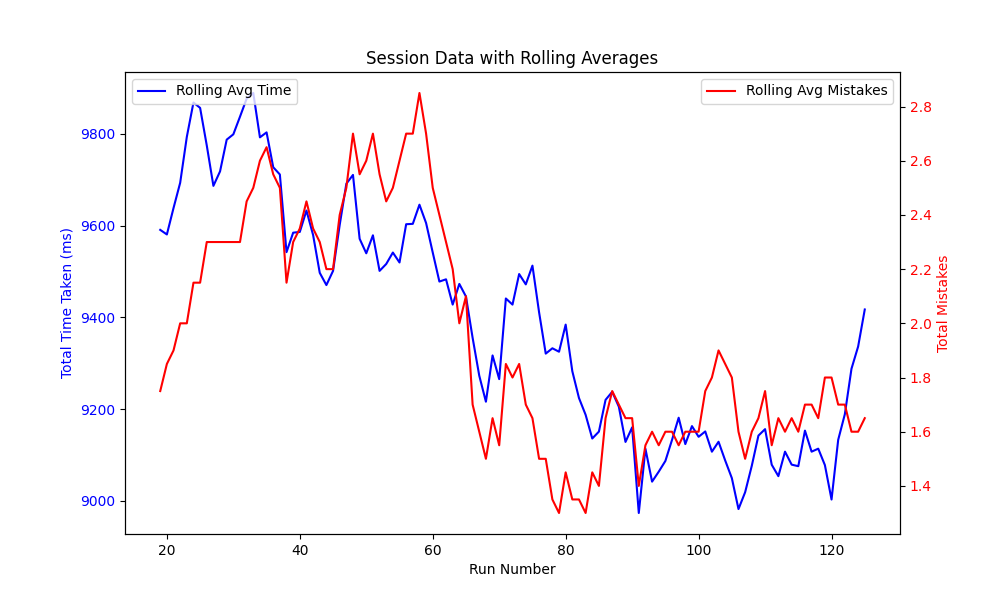 Session Data with Rolling Averages
Rolling Avg Time
Rolling Avg Mistakes
9800
9600
9400
9200
9000
Total Time Taken (ms)
2.8
2.6
2.4
2.2
2.0
1.8
1.6
1.4
Total Mistakes
20 40 60 80 100 120
Run Number